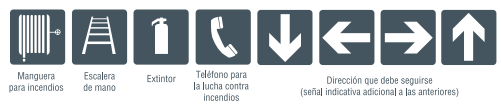 Manguera
para incendios
Escalera
de mano
Extintor
Teléfono para
la lucha contra
incendios
Dirección que debe seguirse
(señal indicativa adicional a las anteriores)